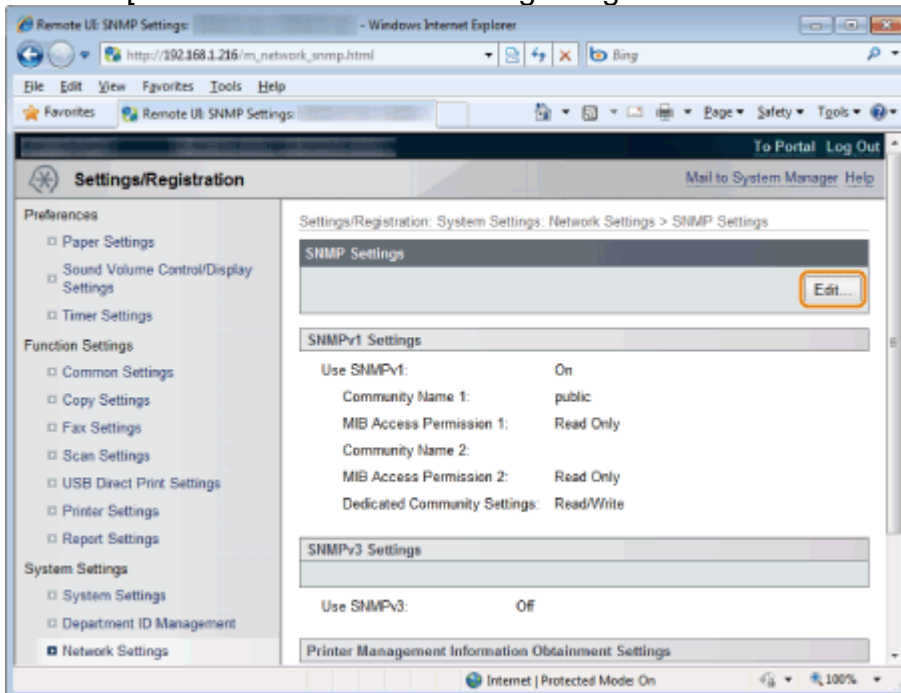 Remote UI: SNMP Settings: - Windows Internet Explorer
http://192.168.1.216/m_network_snmp.html
Bing
File Edit View Favorites Tools Help
Favorites Remote UI: SNMP Settings: Page Safety Tools
To Portal Log Out
Settings/Registration
Mail to System Manager Help
Preferences
Paper Settings
Sound Volume Control/Display
Settings
Timer Settings
Function Settings
Common Settings
Copy Settings
Fax Settings
Scan Settings
USB Direct Print Settings
Printer Settings
Report Settings
System Settings
System Settings
Department ID Management
Network Settings
Settings/Registration: System Settings: Network Settings > SNMP Settings
SNMP Settings
Edit...
SNMPv1 Settings
Use SNMPv1: On
Community Name 1: public
MIB Access Permission 1: Read Only
Community Name 2:
MIB Access Permission 2: Read Only
Dedicated Community Settings: Read/Write
SNMPv3 Settings
Use SNMPv3: Off
Printer Management Information Obtainment Settings
Internet | Protected Mode: On 100%